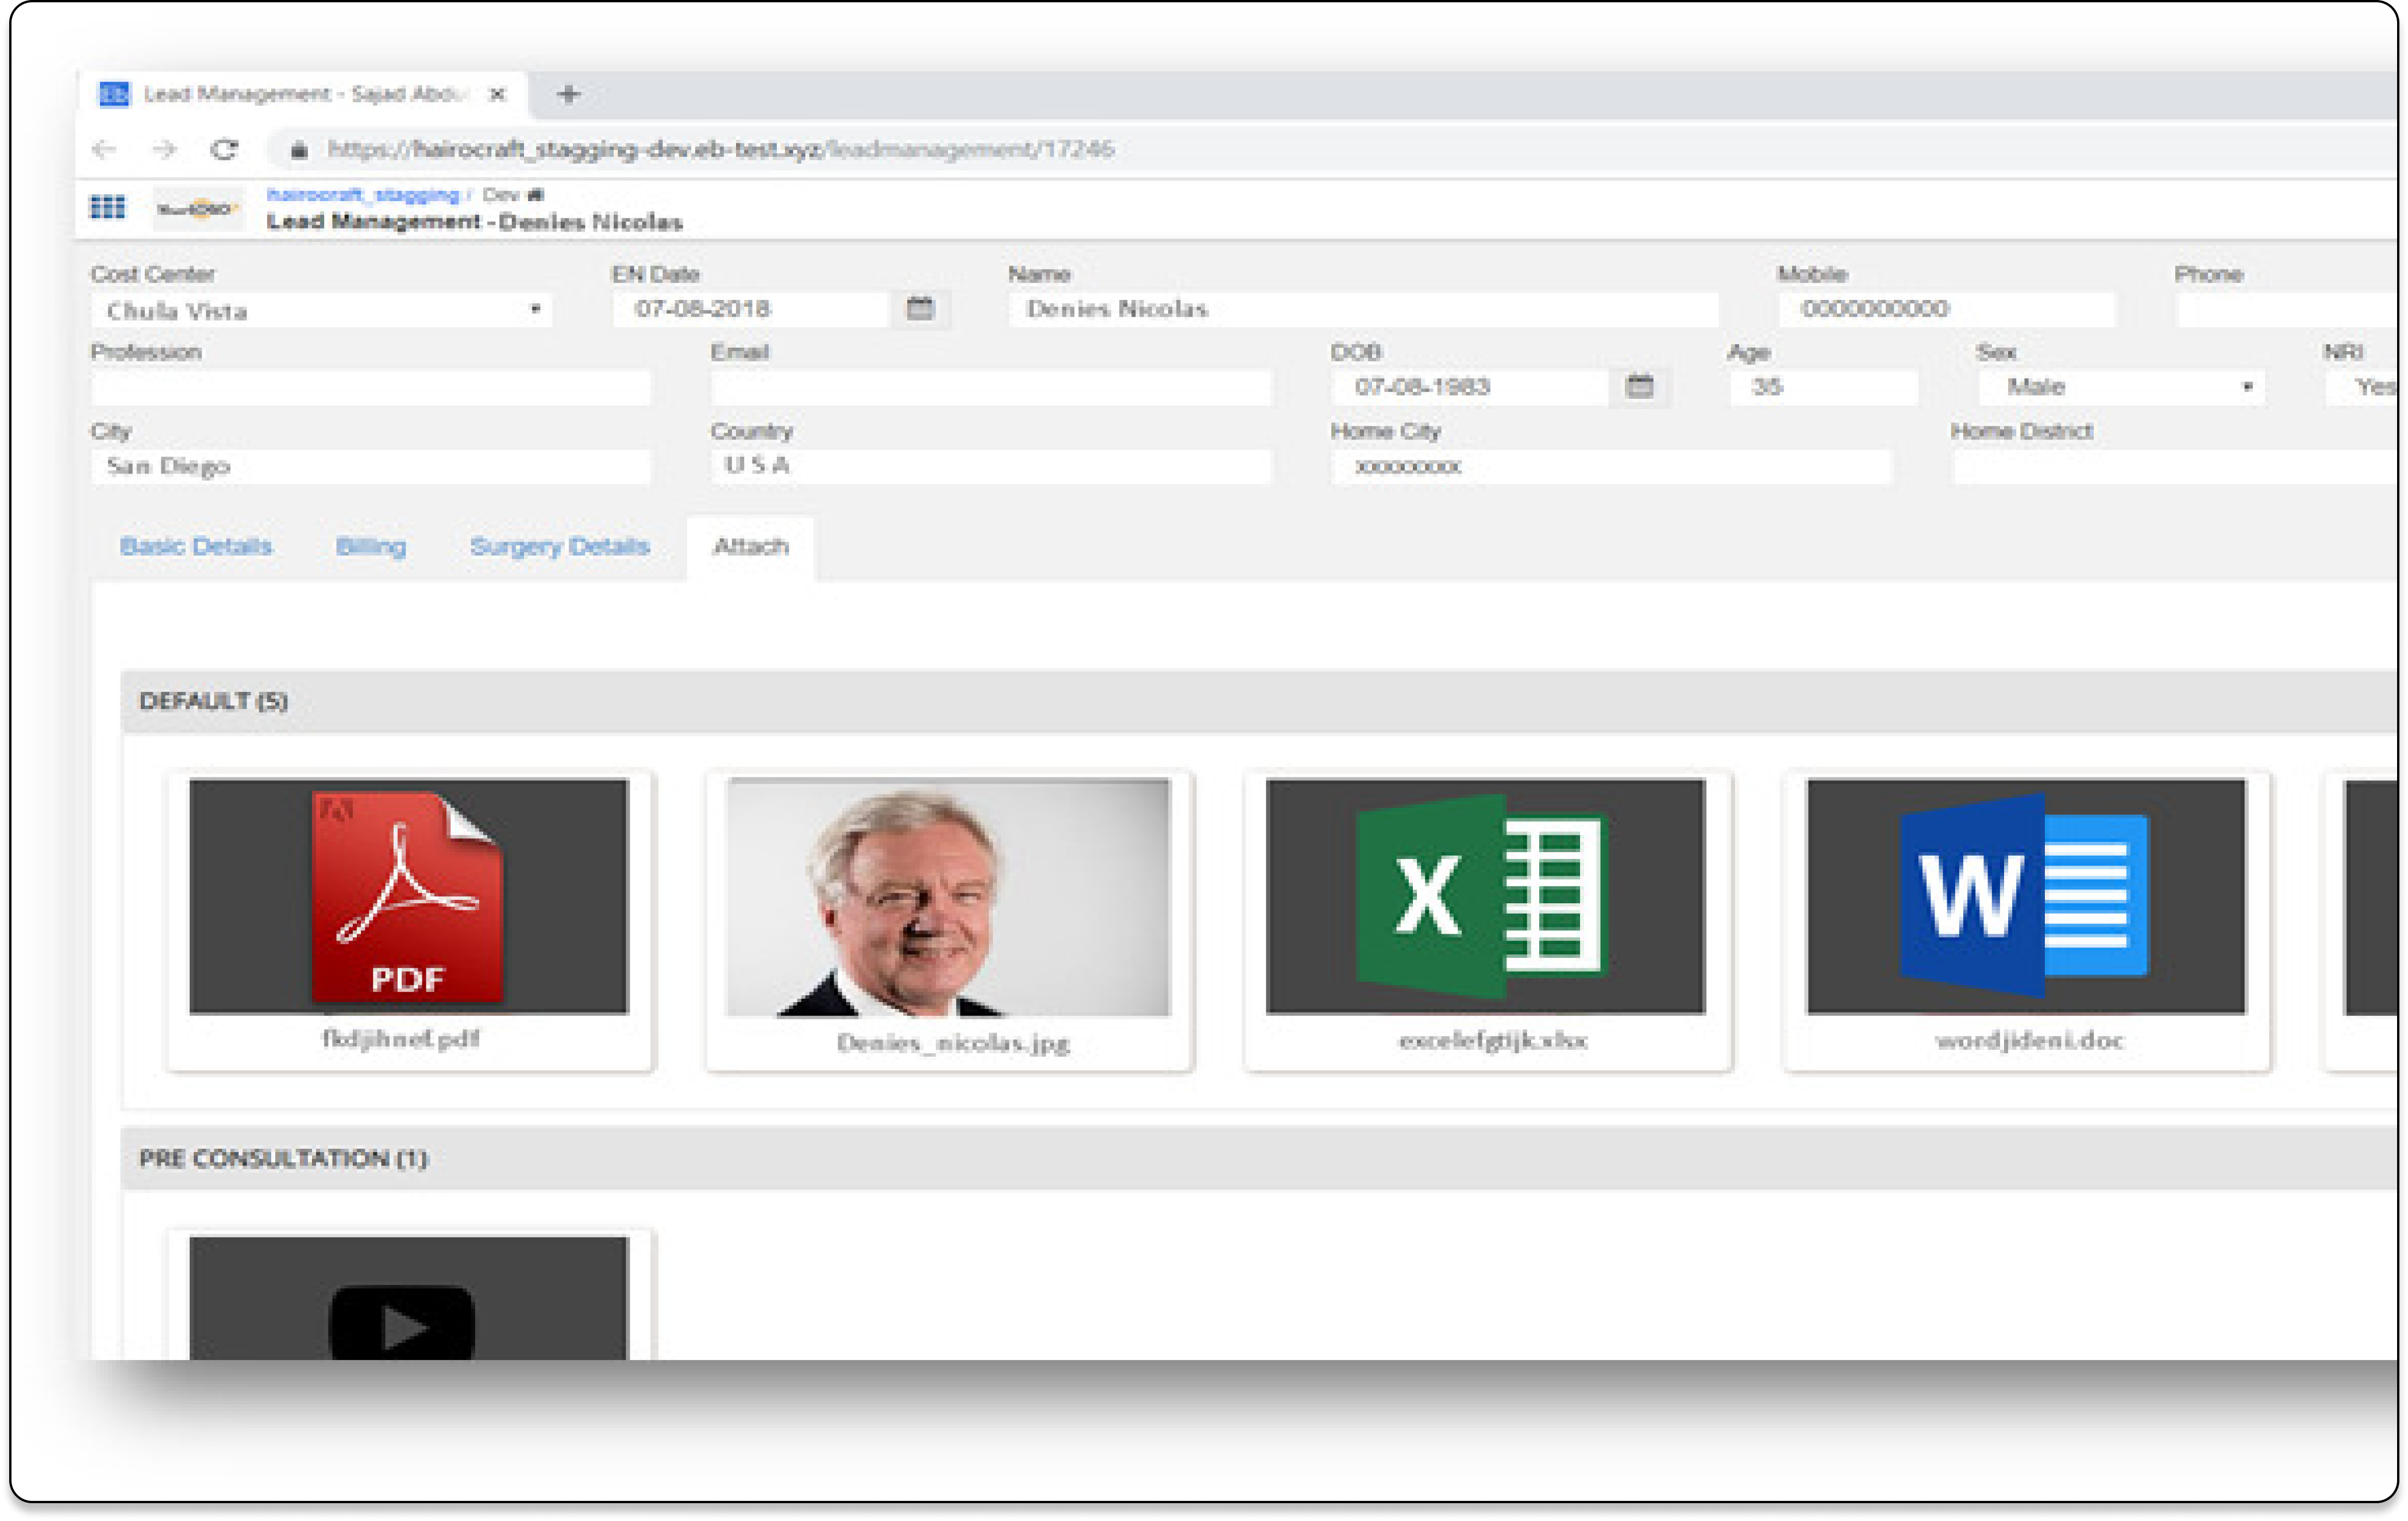 Eb Lead Management - Sajad Abdu
https://hairocraft_stagging-dev.eb-test.xyz/leadmanagement/17246
hairocraft_stagging / Dev
Lead Management - Denies Nicolas
Cost Center EN Date Name Mobile Phone
Chula Vista 07-08-2018 Denies Nicolas 0000000000
Profession Email DOB Age Sex NRI
07-08-1983 35 Male Yes
City Country Home City Home District
San Diego U S A xxxxxxxx
Basic Details Billing Surgery Details Attach
DEFAULT (5)
PDF X W
fkdjihnef.pdf Denies_nicolas.jpg excelefgtijk.xlsx wordjideni.doc
PRE CONSULTATION (1)